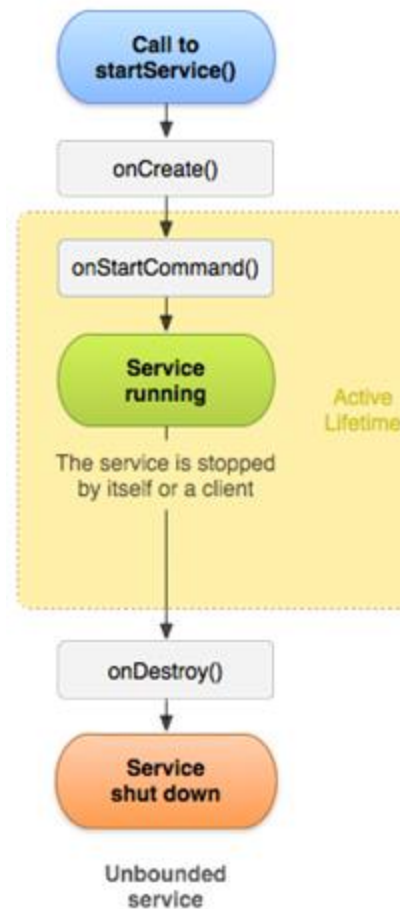 Call to
startService()
onCreate()
onStartCommand()
Service
running
Active
Lifetime
The service is stopped
by itself or a client
onDestroy()
Service
shut down
Unbounded
service